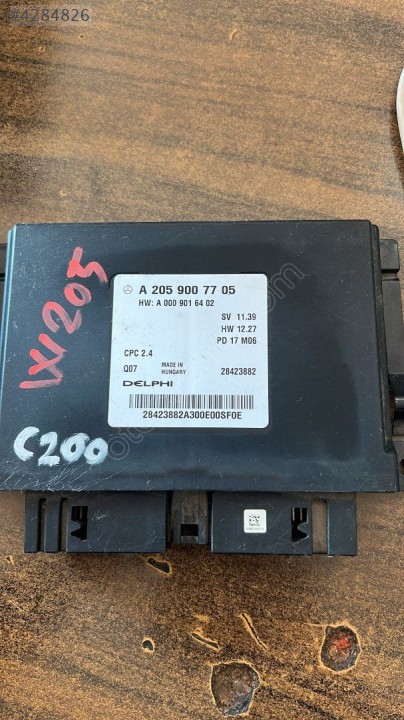 #4284826
W205
C200
A 205 900 77 05
HW: A 000 901 64 02
SV 11.39
HW 12.27
PD 17 M06
CPC 2.4
Q07 MADE IN HUNGARY 28423882
DELPHI
28423882A300E00SF0E